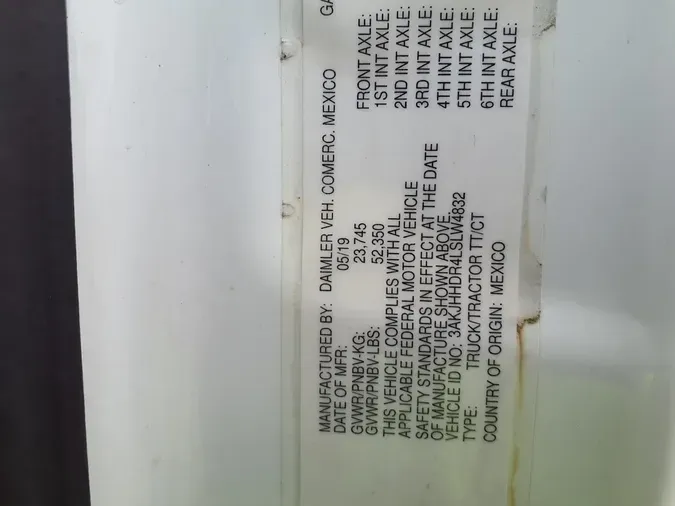 MANUFACTURED BY: DAIMLER VEH. COMERC. MEXICO GA
DATE OF MFR: 05/19
GVWR/PNBV-KG: 23,745
GVWR/PNBV-LBS: 52,350
THIS VEHICLE COMPLIES WITH ALL
APPLICABLE FEDERAL MOTOR VEHICLE
SAFETY STANDARDS IN EFFECT AT THE DATE
OF MANUFACTURE SHOWN ABOVE.
VEHICLE ID NO: 3AKJHHDR4LSLW4832
TYPE: TRUCK/TRACTOR TT/CT
COUNTRY OF ORIGIN: MEXICO
FRONT AXLE:
1ST INT AXLE:
2ND INT AXLE:
3RD INT AXLE:
4TH INT AXLE:
5TH INT AXLE:
6TH INT AXLE:
REAR AXLE: